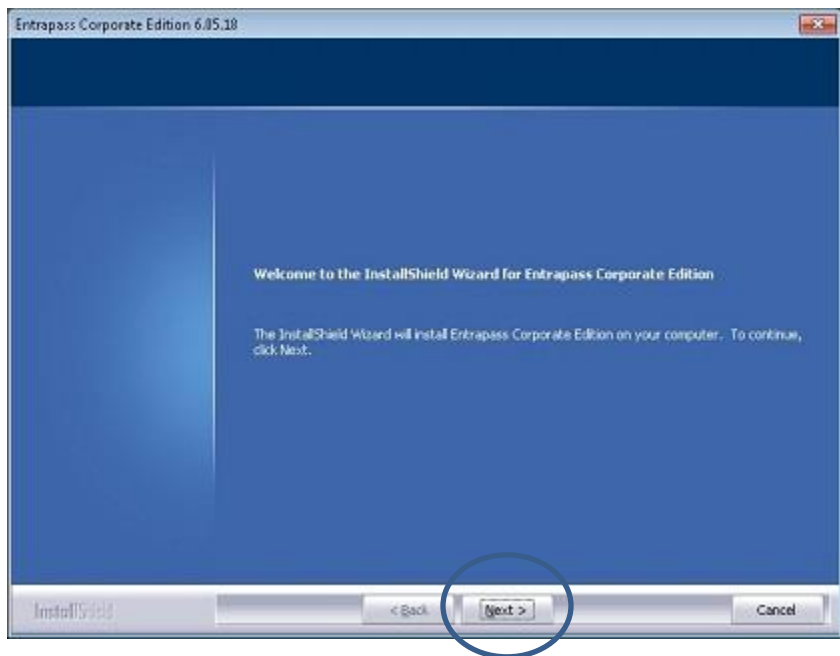 Entrapass Corporate Edition 6.05.18
Welcome to the InstallShield Wizard for Entrapass Corporate Edition
The InstallShield Wizard will install Entrapass Corporate Edition on your computer. To continue,
click Next.
InstallShield
< Back
Next >
Cancel